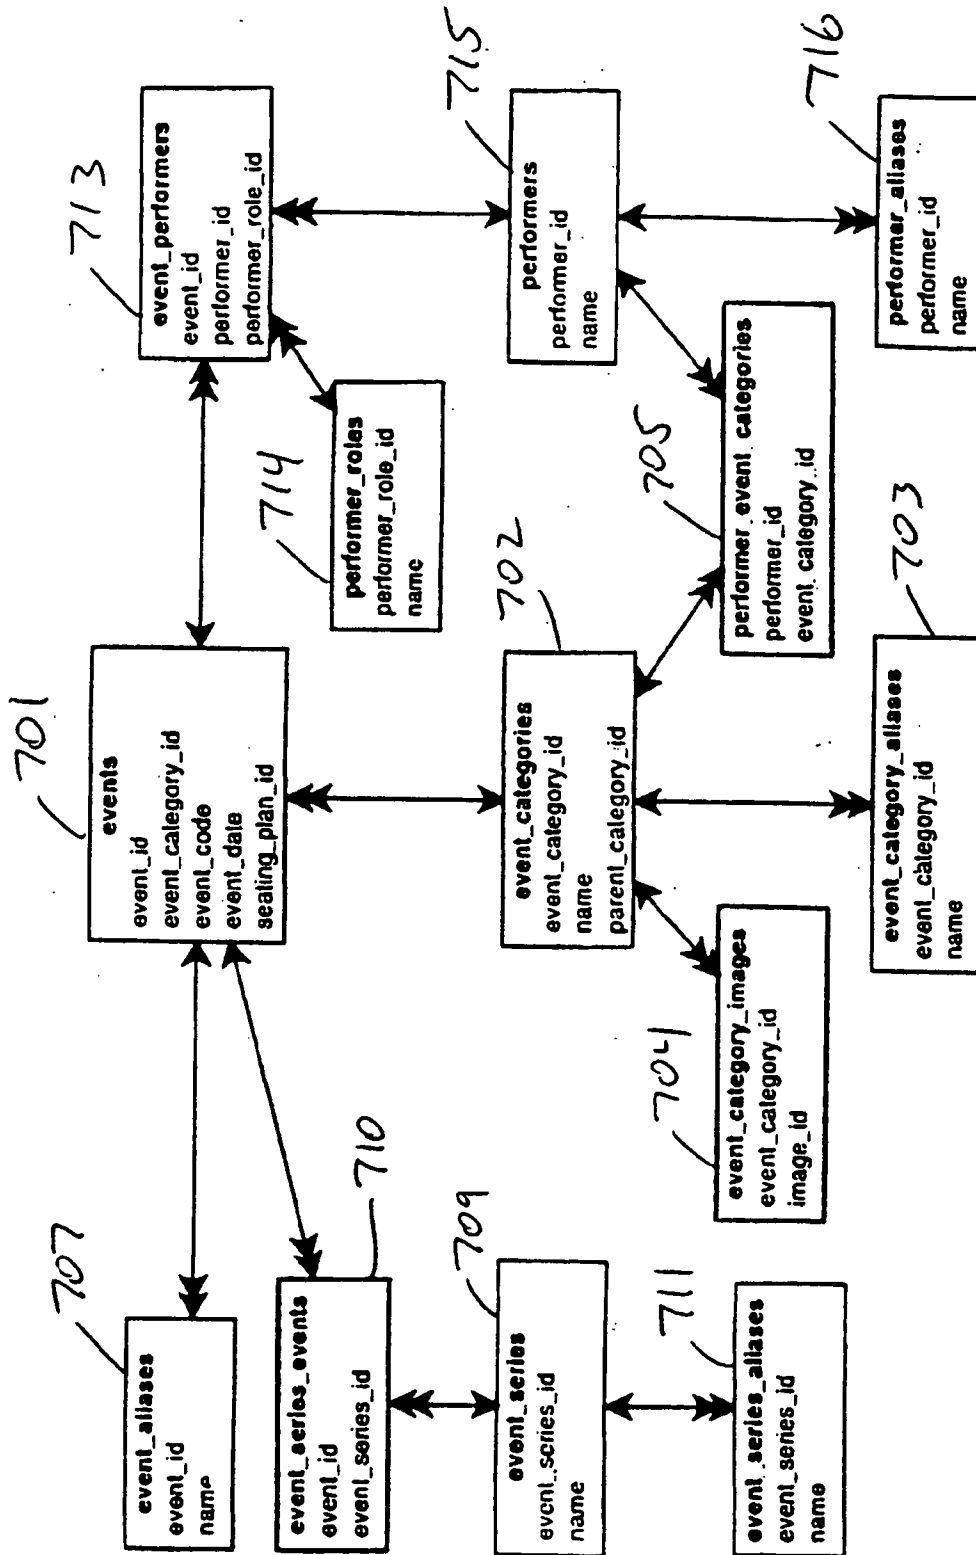 707
event_aliases
event_id
name
701
events
event_id
event_category_id
event_code
event_date
seating_plan_id
713
event_performers
event_id
performer_id
performer_role_id
710
event_series_events
event_id
event_series_id
714
performer_roles
performer_role_id
name
709
event_series
event_series_id
name
702
event_categories
event_category_id
name
parent_category_id
715
performers
performer_id
name
711
event_series_aliases
event_series_id
name
704
event_category_images
event_category_id
image_id
705
performer_event_categories
performer_id
event_category_id
703
event_category_aliases
event_category_id
name
716
performer_aliases
performer_id
name